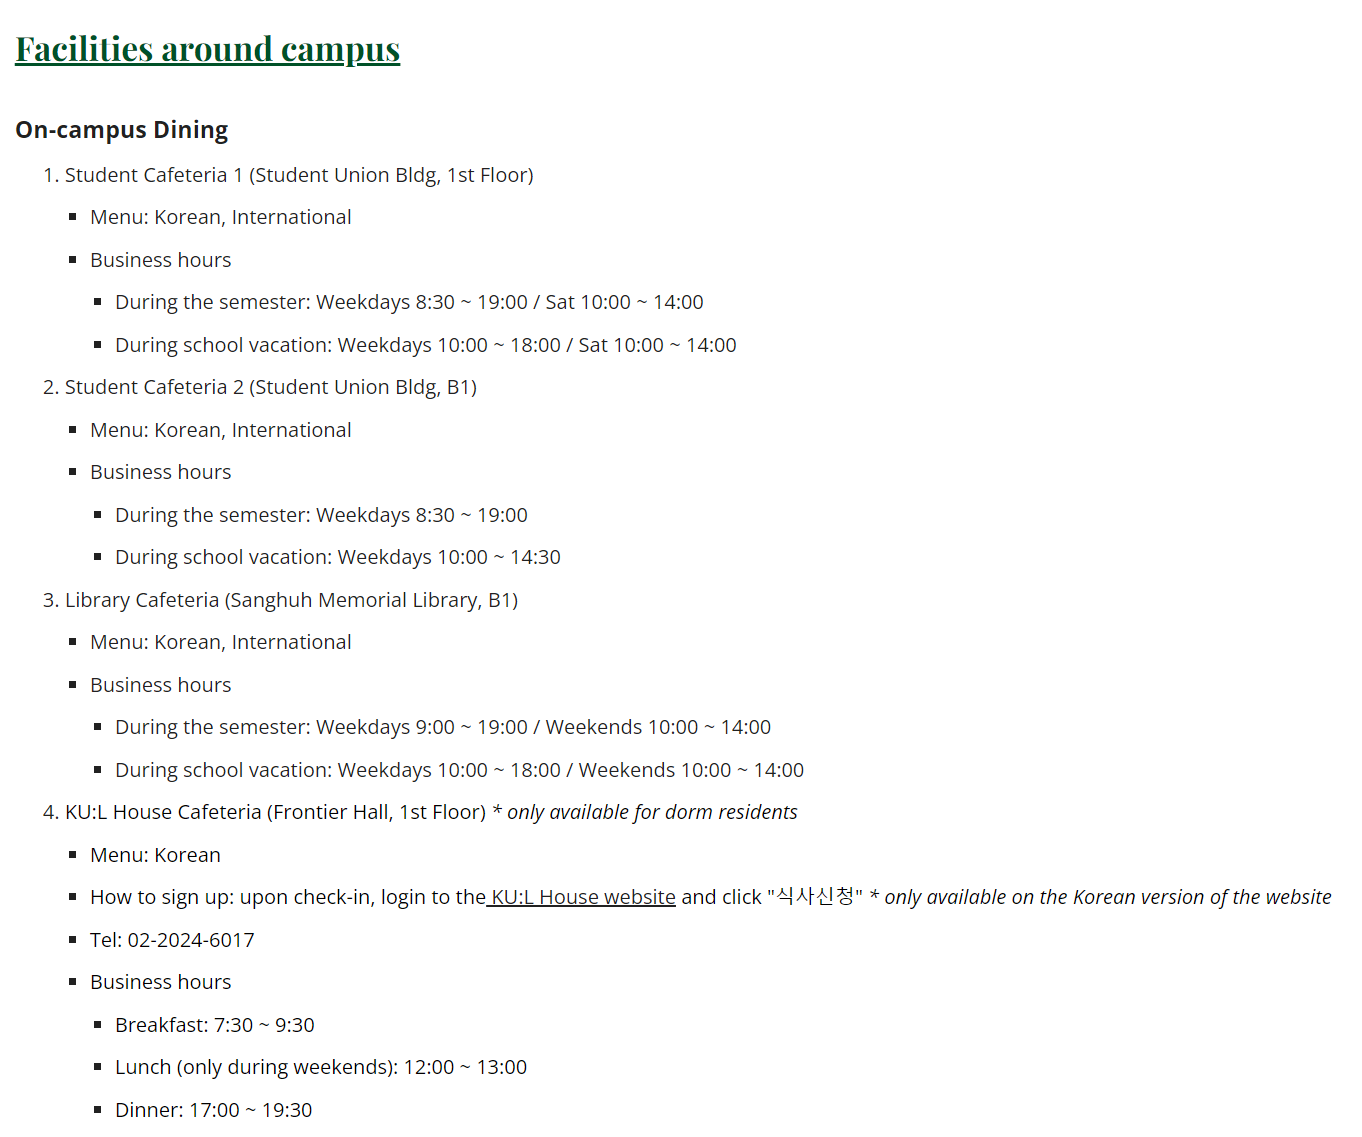 Facilities around campus
On-campus Dining
1. Student Cafeteria 1 (Student Union Bldg, 1st Floor)
▪ Menu: Korean, International
▪ Business hours
▪ During the semester: Weekdays 8:30 ~ 19:00 / Sat 10:00 ~ 14:00
▪ During school vacation: Weekdays 10:00 ~ 18:00 / Sat 10:00 ~ 14:00
2. Student Cafeteria 2 (Student Union Bldg, B1)
▪ Menu: Korean, International
▪ Business hours
▪ During the semester: Weekdays 8:30 ~ 19:00
▪ During school vacation: Weekdays 10:00 ~ 14:30
3. Library Cafeteria (Sanghuh Memorial Library, B1)
▪ Menu: Korean, International
▪ Business hours
▪ During the semester: Weekdays 9:00 ~ 19:00 / Weekends 10:00 ~ 14:00
▪ During school vacation: Weekdays 10:00 ~ 18:00 / Weekends 10:00 ~ 14:00
4. KU:L House Cafeteria (Frontier Hall, 1st Floor) * only available for dorm residents
▪ Menu: Korean
▪ How to sign up: upon check-in, login to the KU:L House website and click "식사신청" * only available on the Korean version of the website
▪ Tel: 02-2024-6017
▪ Business hours
▪ Breakfast: 7:30 ~ 9:30
▪ Lunch (only during weekends): 12:00 ~ 13:00
▪ Dinner: 17:00 ~ 19:30